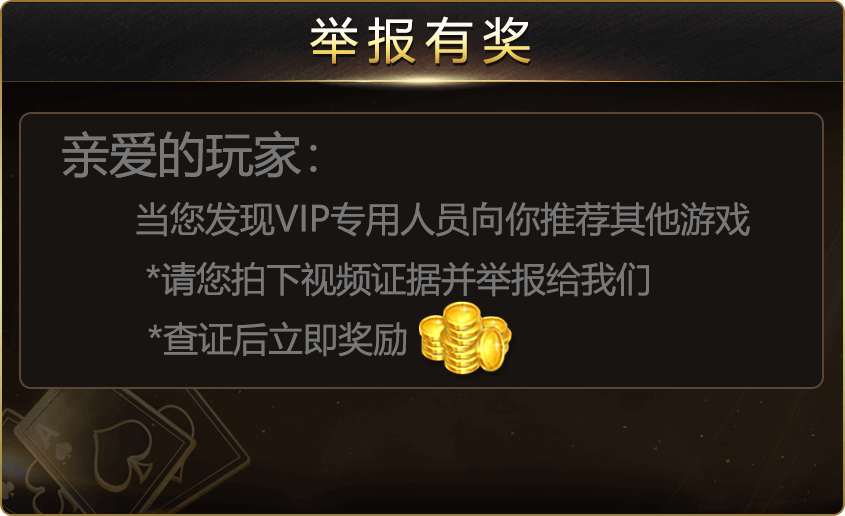 举报有奖
亲爱的玩家：
当您发现VIP专用人员向你推荐其他游戏
*请您拍下视频证据并举报给我们
*查证后立即奖励
A